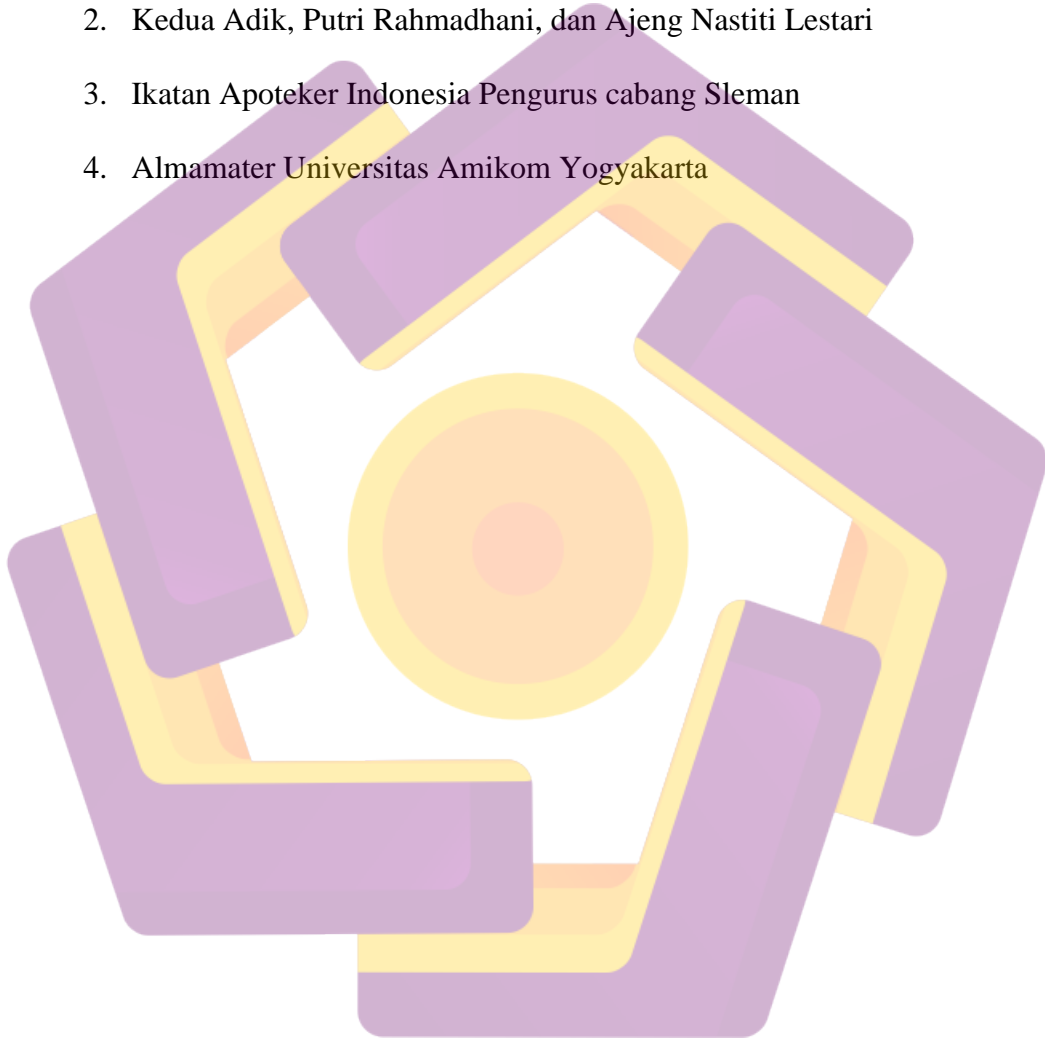 2. Kedua Adik, Putri Rahmadhani, dan Ajeng Nastiti Lestari
3. Ikatan Apoteker Indonesia Pengurus cabang Sleman
4. Almamater Universitas Amikom Yogyakarta